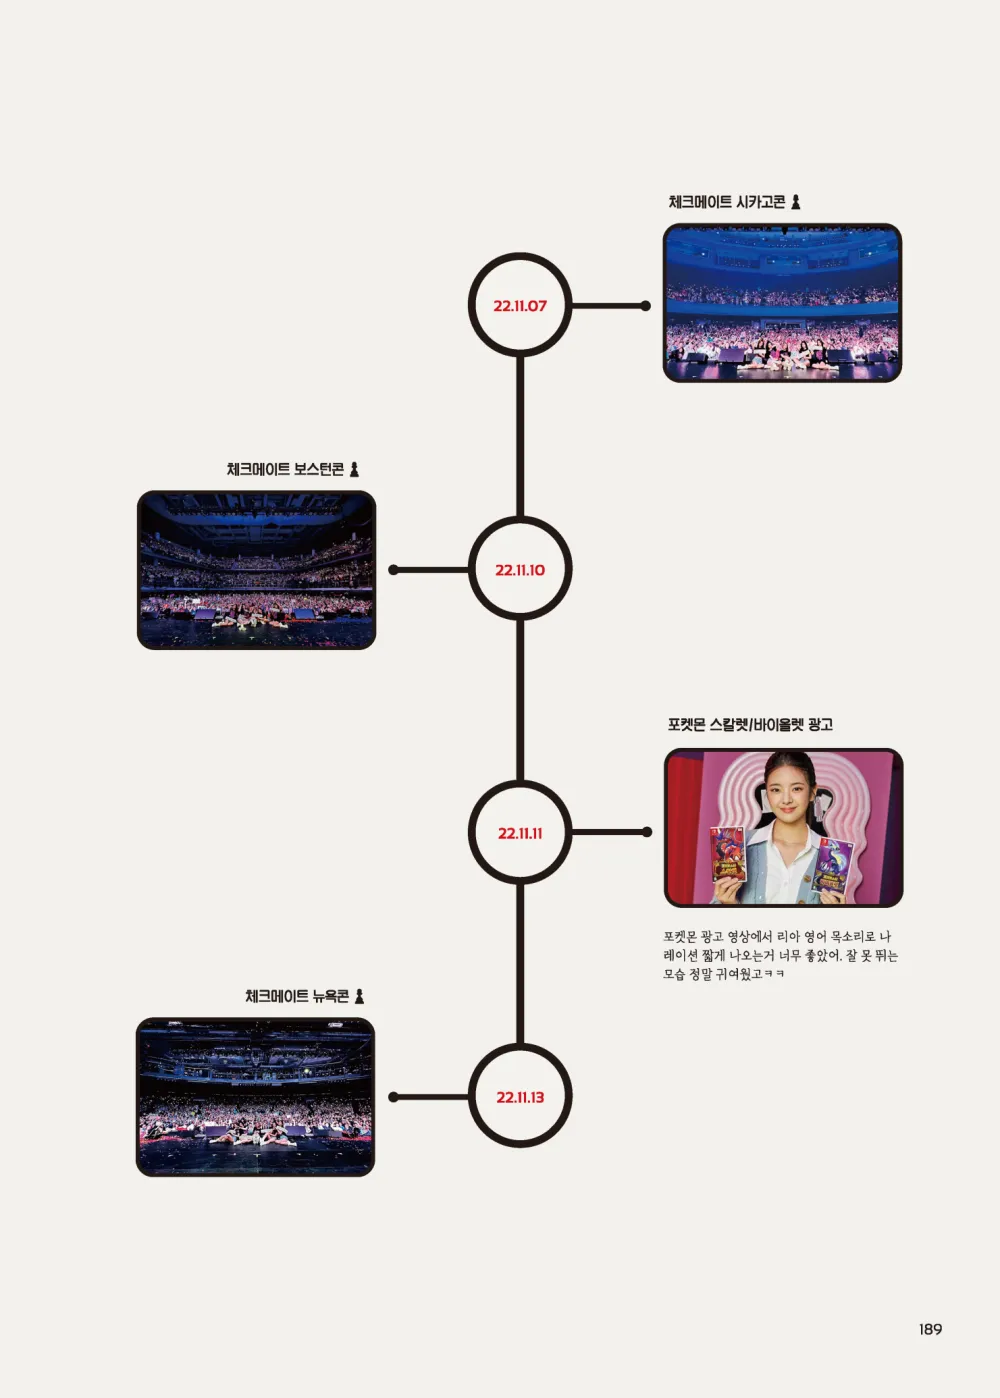 체크메이트 시카고콘
22.11.07
체크메이트 보스턴콘
22.11.10
포켓몬 스칼렛/바이올렛 광고
22.11.11
포켓몬 광고 영상에서 리아 영어 목소리로 나
레이션 짧게 나오는거 너무 좋았어. 잘 못 뛰는
모습 정말 귀여웠고ㅋㅋ
체크메이트 뉴욕콘
22.11.13
189